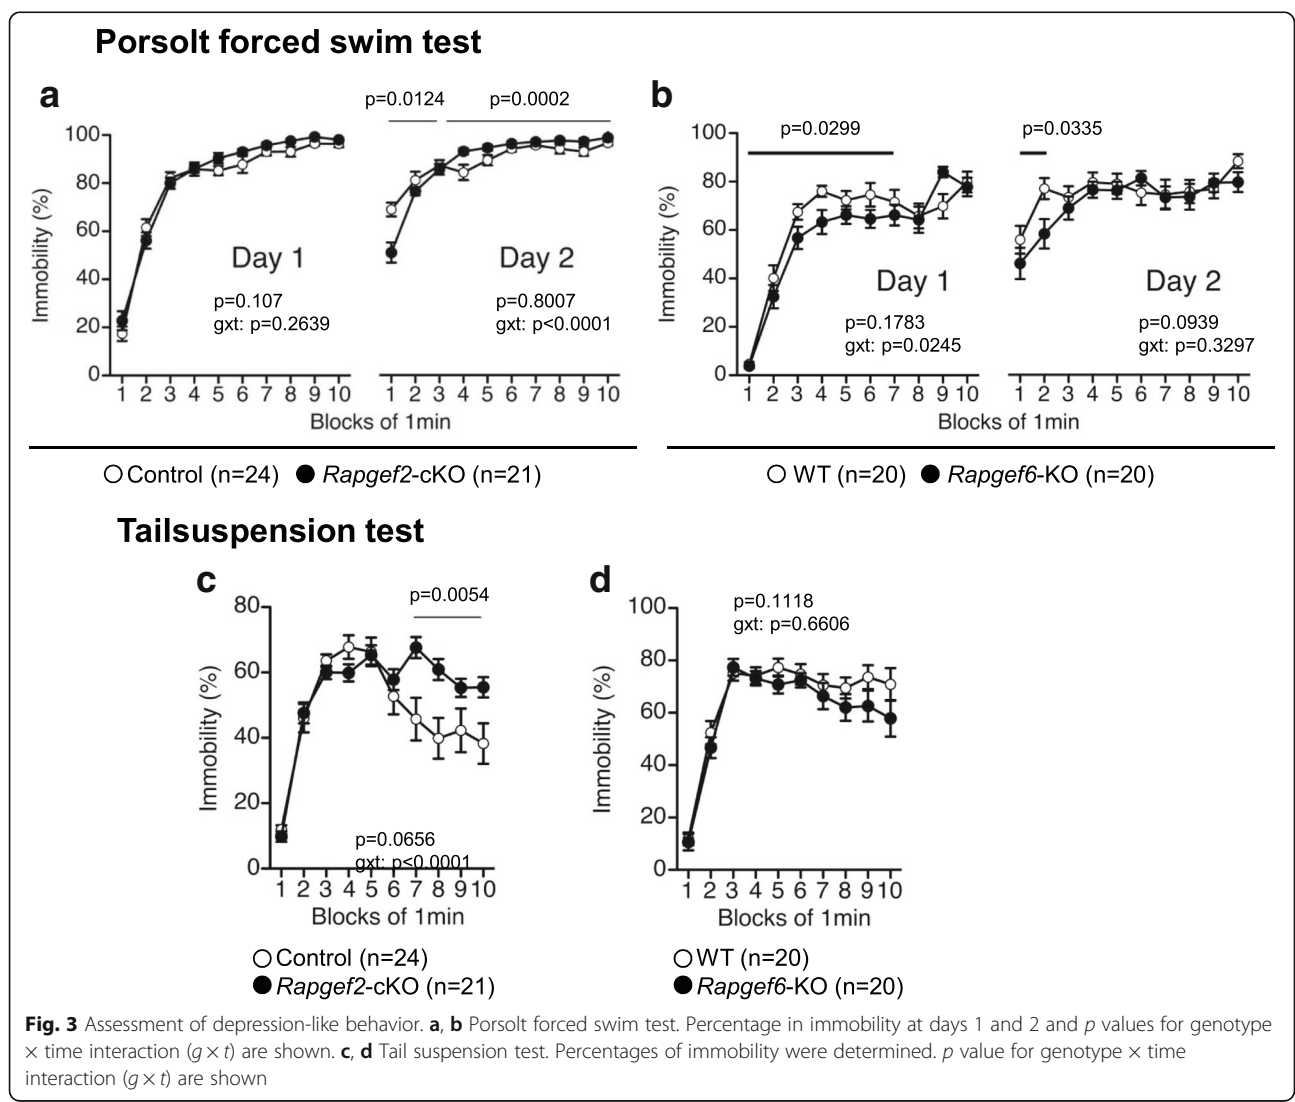 Porsolt forced swim test
a
p=0.0124
p=0.0002
Immobility (%)
100
80
60
40
20
0
Day 1
p=0.107
gxt: p=0.2639
Day 2
p=0.8007
gxt: p<0.0001
1 2 3 4 5 6 7 8 9 10
1 2 3 4 5 6 7 8 9 10
Blocks of 1min
Control (n=24) Rapgef2-cKO (n=21)
b
p=0.0299
p=0.0335
Immobility (%)
100
80
60
40
20
0
Day 1
p=0.1783
gxt: p=0.0245
Day 2
p=0.0939
gxt: p=0.3297
1 2 3 4 5 6 7 8 9 10
1 2 3 4 5 6 7 8 9 10
Blocks of 1min
WT (n=20) Rapgef6-KO (n=20)
Tailsuspension test
c
p=0.0054
Immobility (%)
80
60
40
20
0
p=0.0656
gxt: p<0.0001
1 2 3 4 5 6 7 8 9 10
Blocks of 1min
Control (n=24)
Rapgef2-cKO (n=21)
d
p=0.1118
gxt: p=0.6606
Immobility (%)
100
80
60
40
20
0
1 2 3 4 5 6 7 8 9 10
Blocks of 1min
WT (n=20)
Rapgef6-KO (n=20)
Fig. 3 Assessment of depression-like behavior. a, b Porsolt forced swim test. Percentage in immobility at days 1 and 2 and p values for genotype
× time interaction (g × t) are shown. c, d Tail suspension test. Percentages of immobility were determined. p value for genotype × time
interaction (g × t) are shown